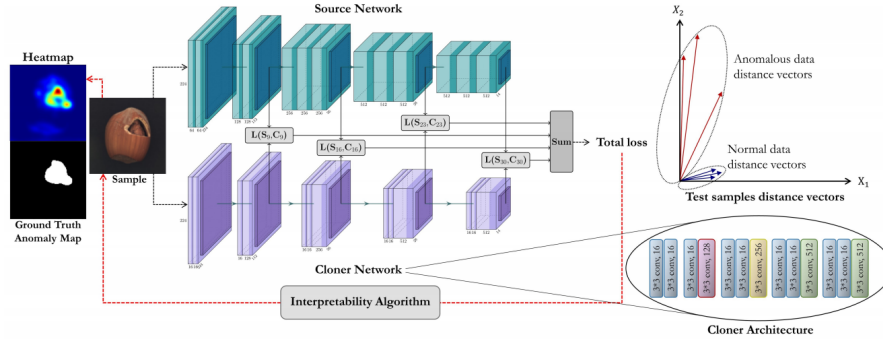 Source Network
Heatmap
Sample
Ground Truth
Anomaly Map
L(S9,C9)
L(S16,C16)
L(S23,C23)
L(S30,C30)
Sum
Total loss
Cloner Network
Interpretability Algorithm
X2
Anomalous data
distance vectors
Normal data
distance vectors
X1
Test samples distance vectors
3*3 conv, 16
3*3 conv, 16
3*3 conv, 16
3*3 conv, 128
3*3 conv, 16
3*3 conv, 16
3*3 conv, 256
3*3 conv, 16
3*3 conv, 16
3*3 conv, 512
3*3 conv, 16
3*3 conv, 16
3*3 conv, 512
Cloner Architecture